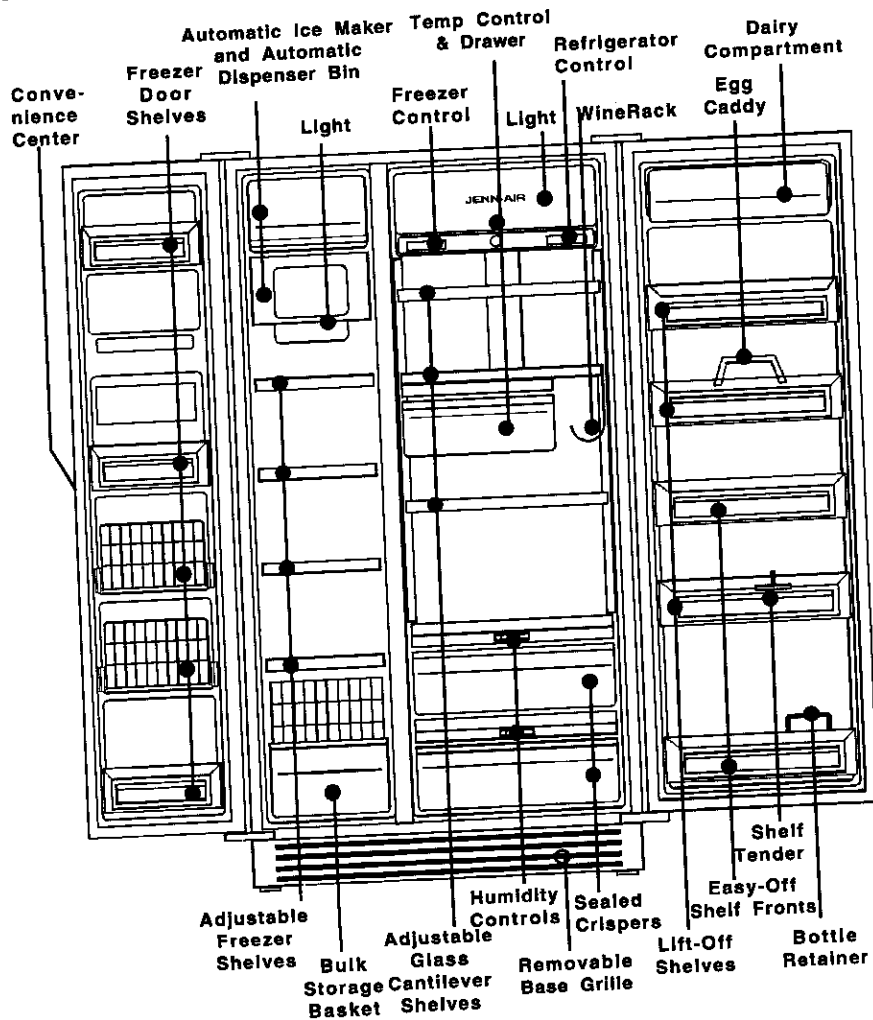 Automatic Ice Maker
and Automatic
Dispenser Bin
Temp Control
& Drawer
Refrigerator
Control
Dairy
Compartment
Conve-
nience
Center
Freezer
Door
Shelves
Light
Freezer
Control
Light
WineRack
Egg
Caddy
JENN-AIR
Adjustable
Freezer
Shelves
Bulk
Storage
Basket
Adjustable
Glass
Cantilever
Shelves
Humidity
Controls
Removable
Base Grille
Sealed
Crispers
Shelf
Tender
Easy-Off
Shelf Fronts
Lift-Off
Shelves
Bottle
Retainer